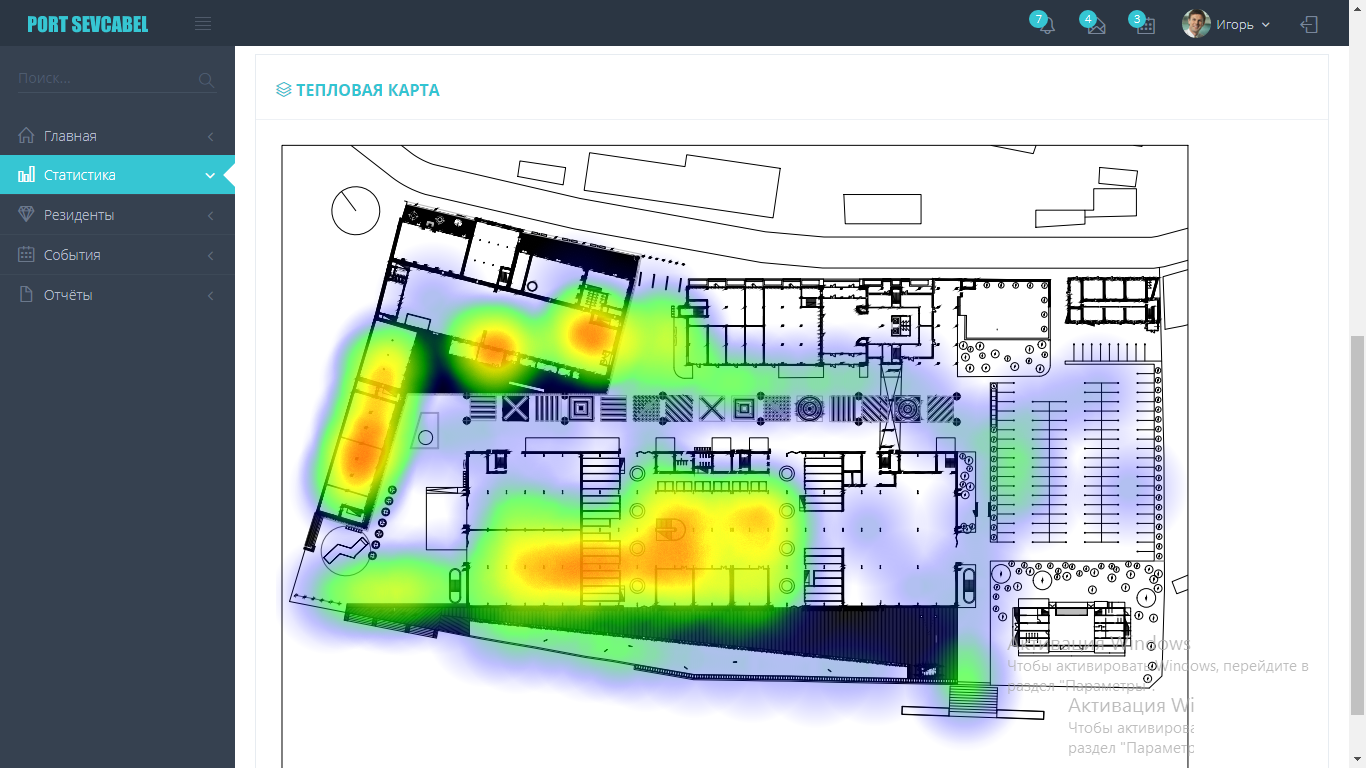 PORT SEVCABEL
7
4
3
Игорь
Поиск...
Главная
Статистика
Резиденты
События
Отчёты
ТЕПЛОВАЯ КАРТА
Активация Windows
Чтобы активировать Windows, перейдите в
раздел "Параметры".
Активация Wi
Чтобы активирова
раздел "Параметр